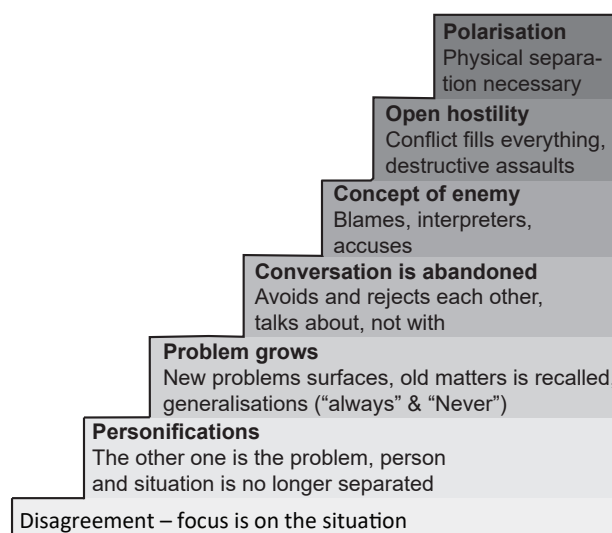 Polarisation
Physical separa-
tion necessary
Open hostility
Conflict fills everything,
destructive assaults
Concept of enemy
Blames, interpreters,
accuses
Conversation is abandoned
Avoids and rejects each other,
talks about, not with
Problem grows
New problems surfaces, old matters is recalled,
generalisations (“always” & “Never”)
Personifications
The other one is the problem, person
and situation is no longer separated
Disagreement – focus is on the situation